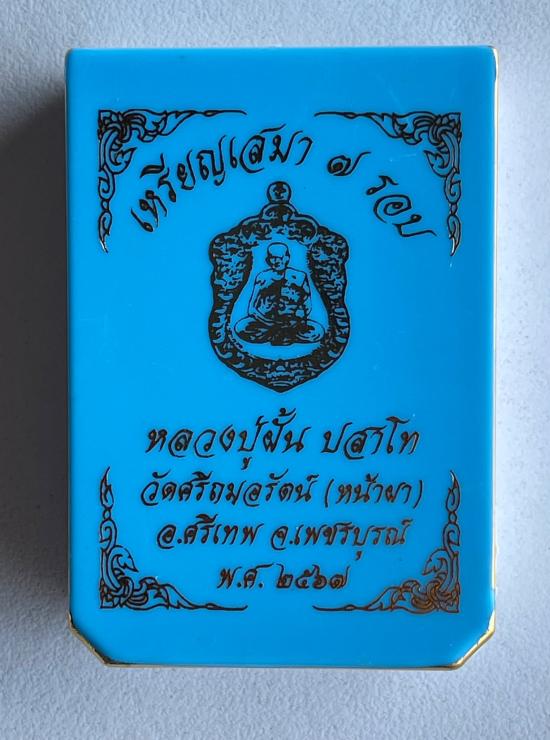 เหรียญเสมา ๗ รอบ
หลวงปู่ฝั้น ปสาโท
วัดศรีถมอรัตน์ (หน้าผา)
อ.ศรีเทพ จ.เพชรบูรณ์
พ.ศ. ๒๕๖๗